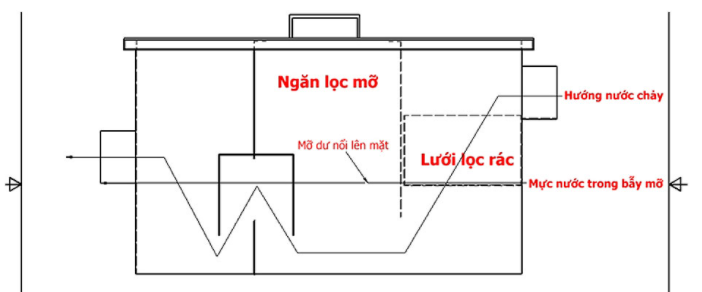 Ngăn lọc mỡ
Hướng nước chảy
Mỡ dư nổi lên mặt
Lưới lọc rác
Mực nước trong bẫy mỡ